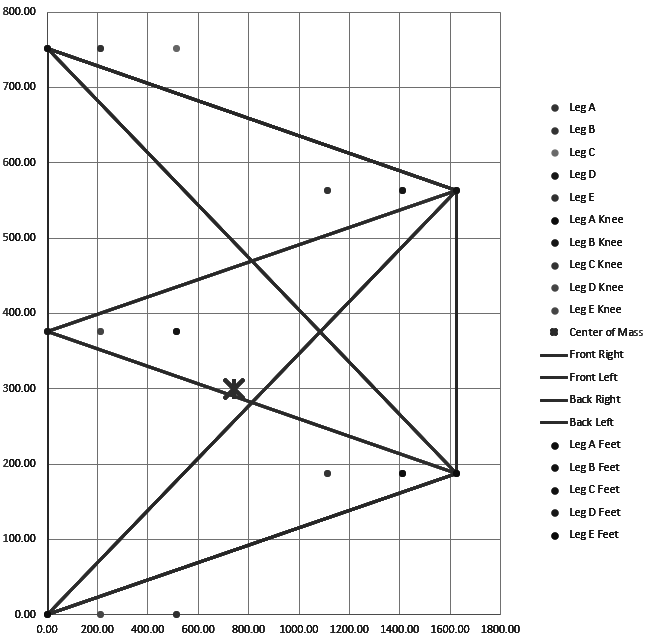 800.00
700.00
600.00
500.00
400.00
300.00
200.00
100.00
0.00
0.00 200.00 400.00 600.00 800.00 1000.00 1200.00 1400.00 1600.00 1800.00
Leg A
Leg B
Leg C
Leg D
Leg E
Leg A Knee
Leg B Knee
Leg C Knee
Leg D Knee
Leg E Knee
Center of Mass
Front Right
Front Left
Back Right
Back Left
Leg A Feet
Leg B Feet
Leg C Feet
Leg D Feet
Leg E Feet